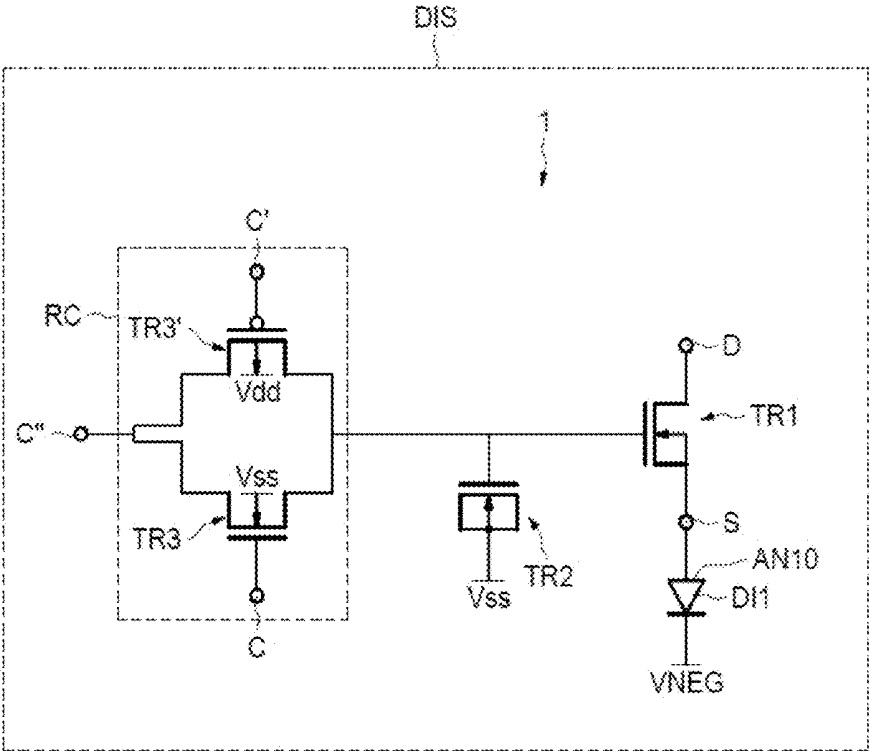 DIS
1
C'
RC
TR3'
Vdd
D
C"
TR1
Vss
TR3
S
TR2
AN10
Vss
DI1
C
VNEG